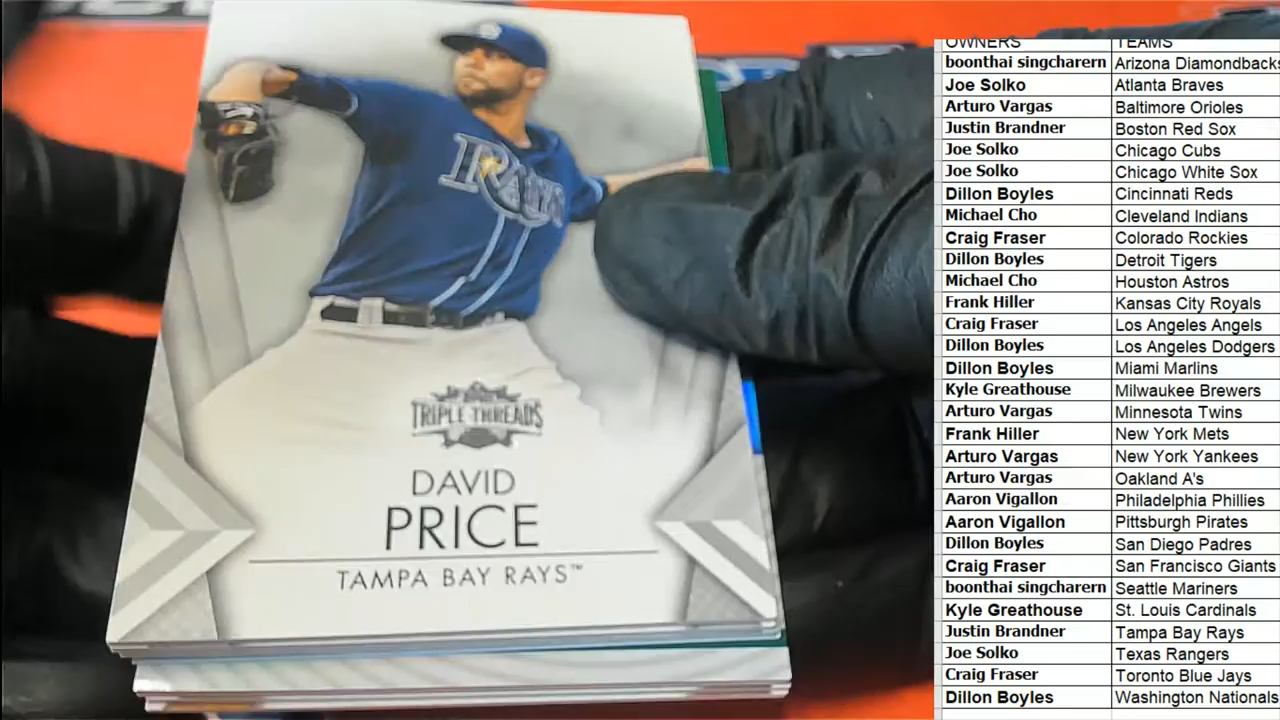 RAYS
TRIPLE THREADS
DAVID
PRICE
TAMPA BAY RAYS™
OWNERS TEAMS
boonthai singcharern Arizona Diamondbacks
Joe Solko Atlanta Braves
Arturo Vargas Baltimore Orioles
Justin Brandner Boston Red Sox
Joe Solko Chicago Cubs
Joe Solko Chicago White Sox
Dillon Boyles Cincinnati Reds
Michael Cho Cleveland Indians
Craig Fraser Colorado Rockies
Dillon Boyles Detroit Tigers
Michael Cho Houston Astros
Frank Hiller Kansas City Royals
Craig Fraser Los Angeles Angels
Dillon Boyles Los Angeles Dodgers
Dillon Boyles Miami Marlins
Kyle Greathouse Milwaukee Brewers
Arturo Vargas Minnesota Twins
Frank Hiller New York Mets
Arturo Vargas New York Yankees
Arturo Vargas Oakland A's
Aaron Vigallon Philadelphia Phillies
Aaron Vigallon Pittsburgh Pirates
Dillon Boyles San Diego Padres
Craig Fraser San Francisco Giants
boonthai singcharern Seattle Mariners
Kyle Greathouse St. Louis Cardinals
Justin Brandner Tampa Bay Rays
Joe Solko Texas Rangers
Craig Fraser Toronto Blue Jays
Dillon Boyles Washington Nationals